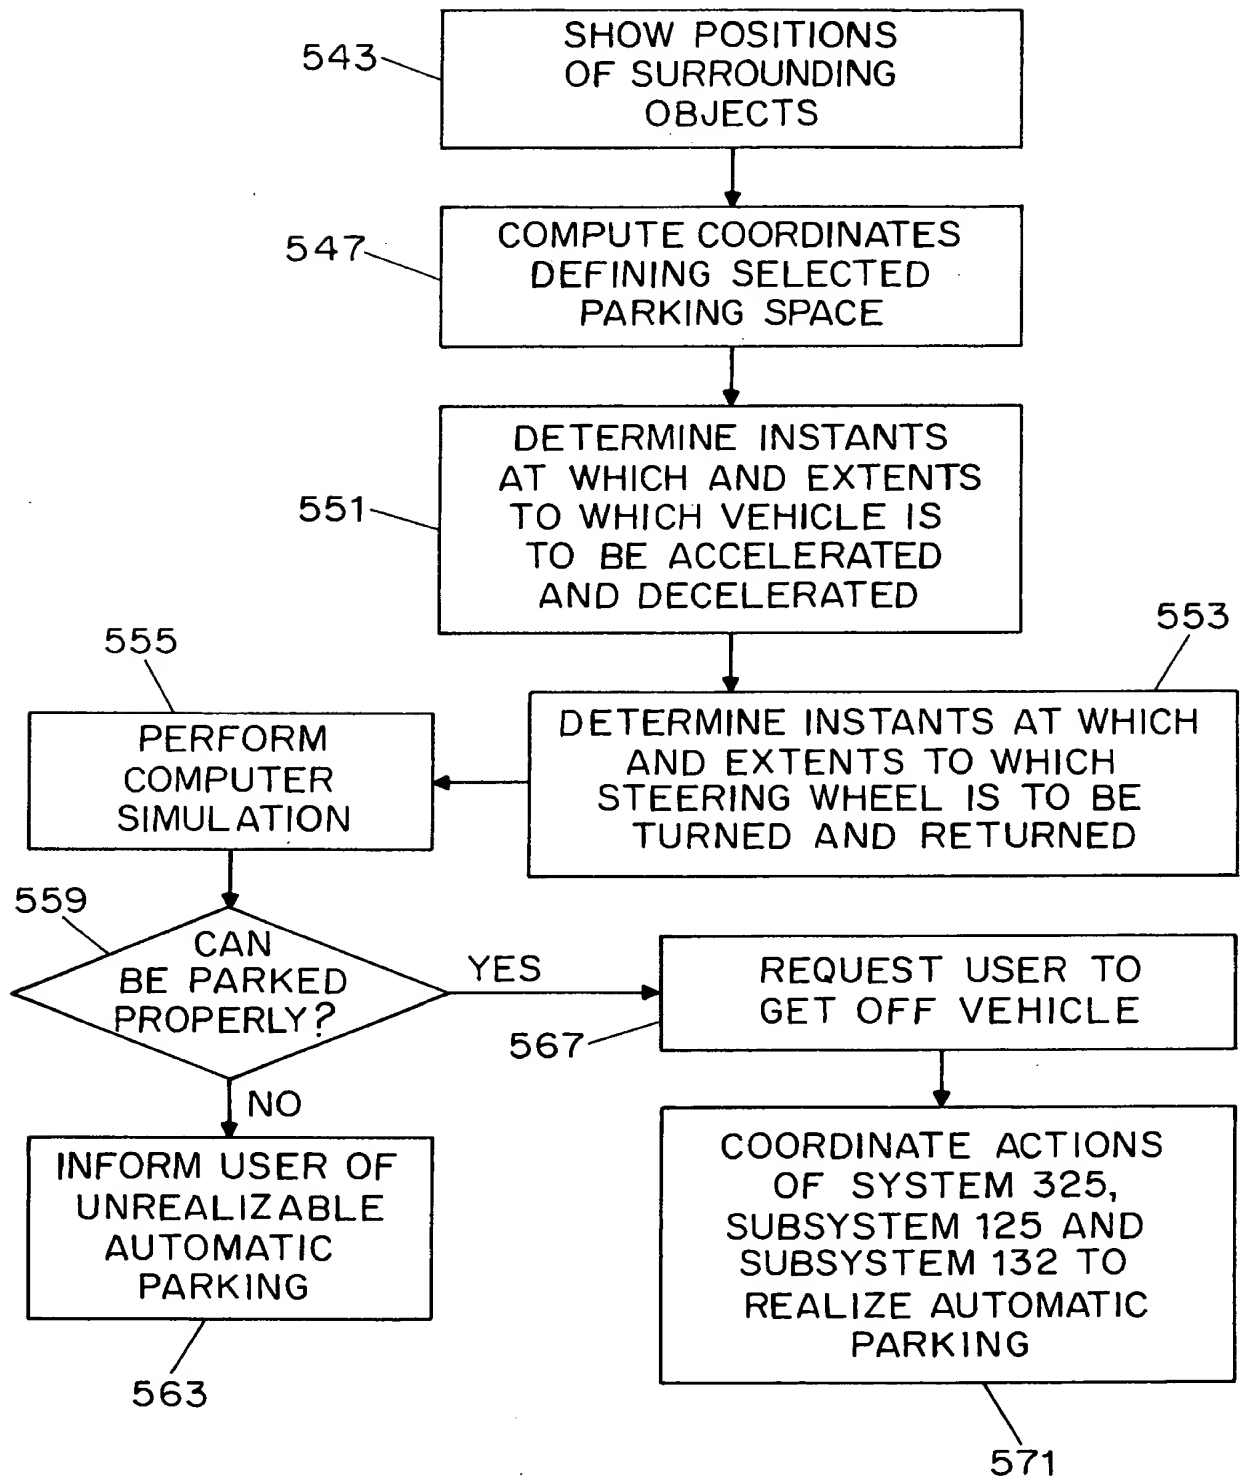 543
SHOW POSITIONS
OF SURROUNDING
OBJECTS
547
COMPUTE COORDINATES
DEFINING SELECTED
PARKING SPACE
551
DETERMINE INSTANTS
AT WHICH AND EXTENTS
TO WHICH VEHICLE IS
TO BE ACCELERATED
AND DECELERATED
553
DETERMINE INSTANTS AT WHICH
AND EXTENTS TO WHICH
STEERING WHEEL IS TO BE
TURNED AND RETURNED
555
PERFORM
COMPUTER
SIMULATION
559
CAN
BE PARKED
PROPERLY?
YES
NO
567
REQUEST USER TO
GET OFF VEHICLE
INFORM USER OF
UNREALIZABLE
AUTOMATIC
PARKING
563
COORDINATE ACTIONS
OF SYSTEM 325,
SUBSYSTEM 125 AND
SUBSYSTEM 132 TO
REALIZE AUTOMATIC
PARKING
571